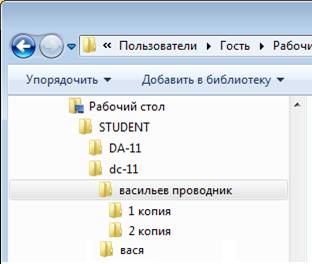 « Пользователи ▸ Гость ▸ Рабочи
Упорядочить ▾ Добавить в библиотеку ▾
Рабочий стол
STUDENT
DA-11
dc-11
васильев проводник
1 копия
2 копия
вася